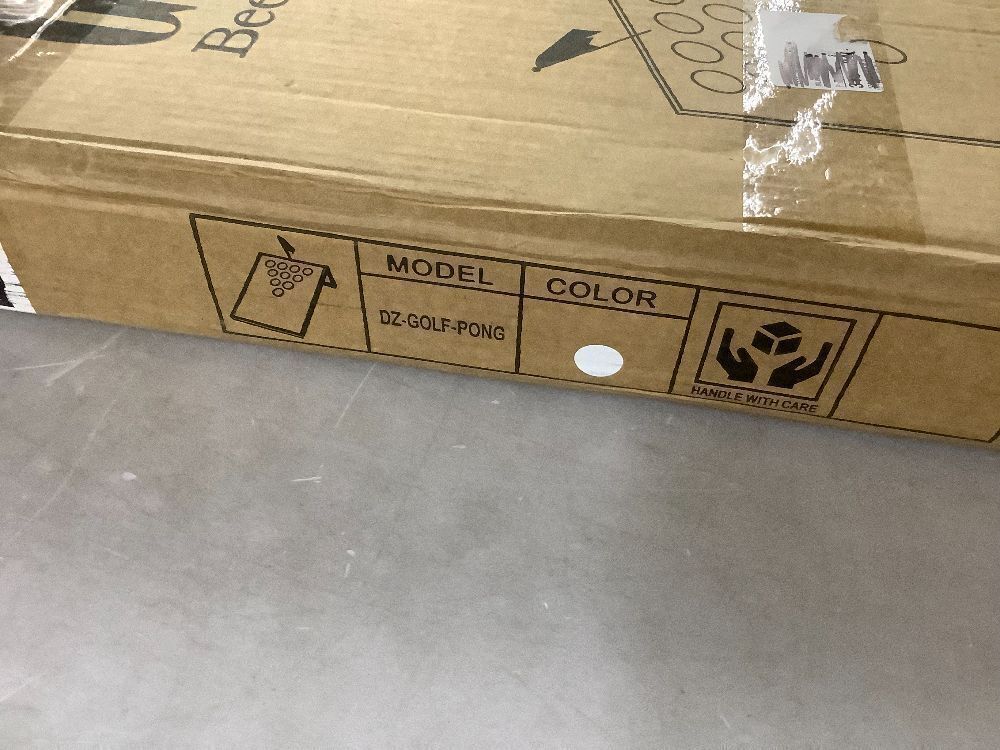 Bee
MODEL
COLOR
DZ-GOLF-PONG
HANDLE WITH CARE